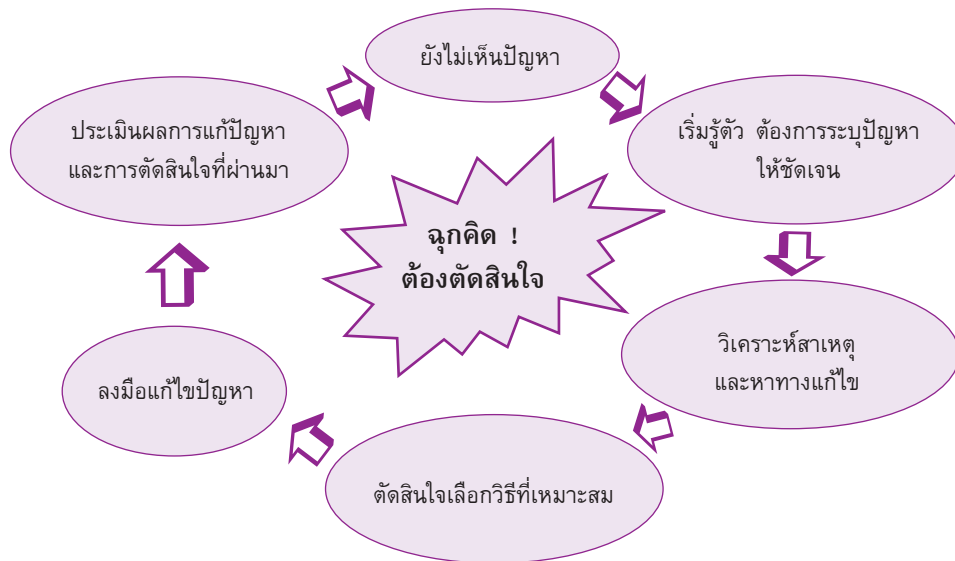 ยังไม่เห็นปัญหา
เริ่มรู้ตัว ต้องการระบุปัญหา
ให้ชัดเจน
วิเคราะห์สาเหตุ
และหาทางแก้ไข
ตัดสินใจเลือกวิธีที่เหมาะสม
ลงมือแก้ไขปัญหา
ประเมินผลการแก้ปัญหา
และการตัดสินใจที่ผ่านมา
ฉุกคิด !
ต้องตัดสินใจ